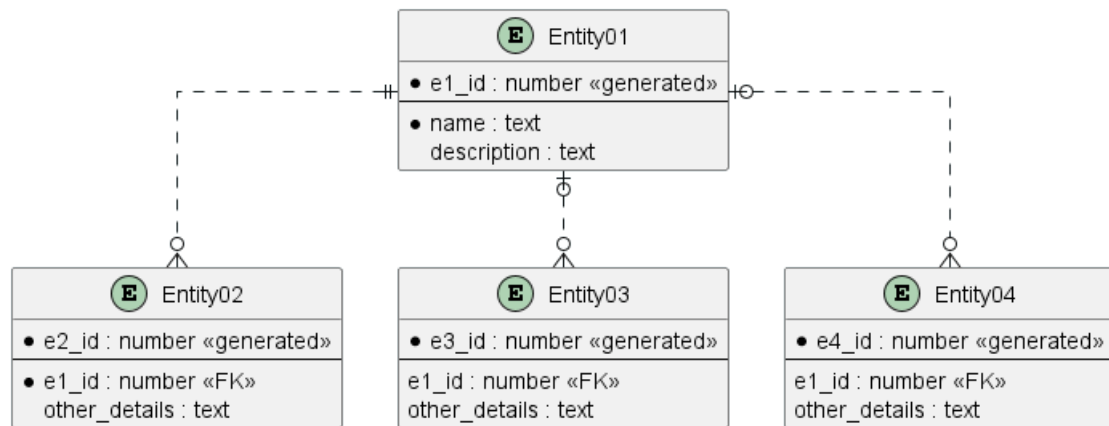 E Entity01
● e1_id : number «generated»
● name : text
description : text
E Entity02
● e2_id : number «generated»
● e1_id : number «FK»
other_details : text
E Entity03
● e3_id : number «generated»
e1_id : number «FK»
other_details : text
E Entity04
● e4_id : number «generated»
e1_id : number «FK»
other_details : text